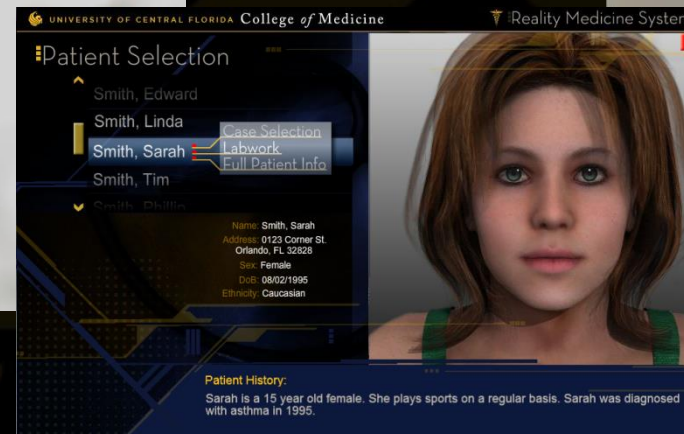 UNIVERSITY OF CENTRAL FLORIDA College of Medicine
Reality Medicine System
Patient Selection
Smith, Edward
Smith, Linda
Smith, Sarah
Smith, Tim
Smith, Phillip
Case Selection
Labwork
Full Patient Info
Name: Smith, Sarah
Address: 0123 Corner St.
Orlando, FL 32828
Sex: Female
DoB: 08/02/1995
Ethnicity: Caucasian
Patient History:
Sarah is a 15 year old female. She plays sports on a regular basis. Sarah was diagnosed
with asthma in 1995.